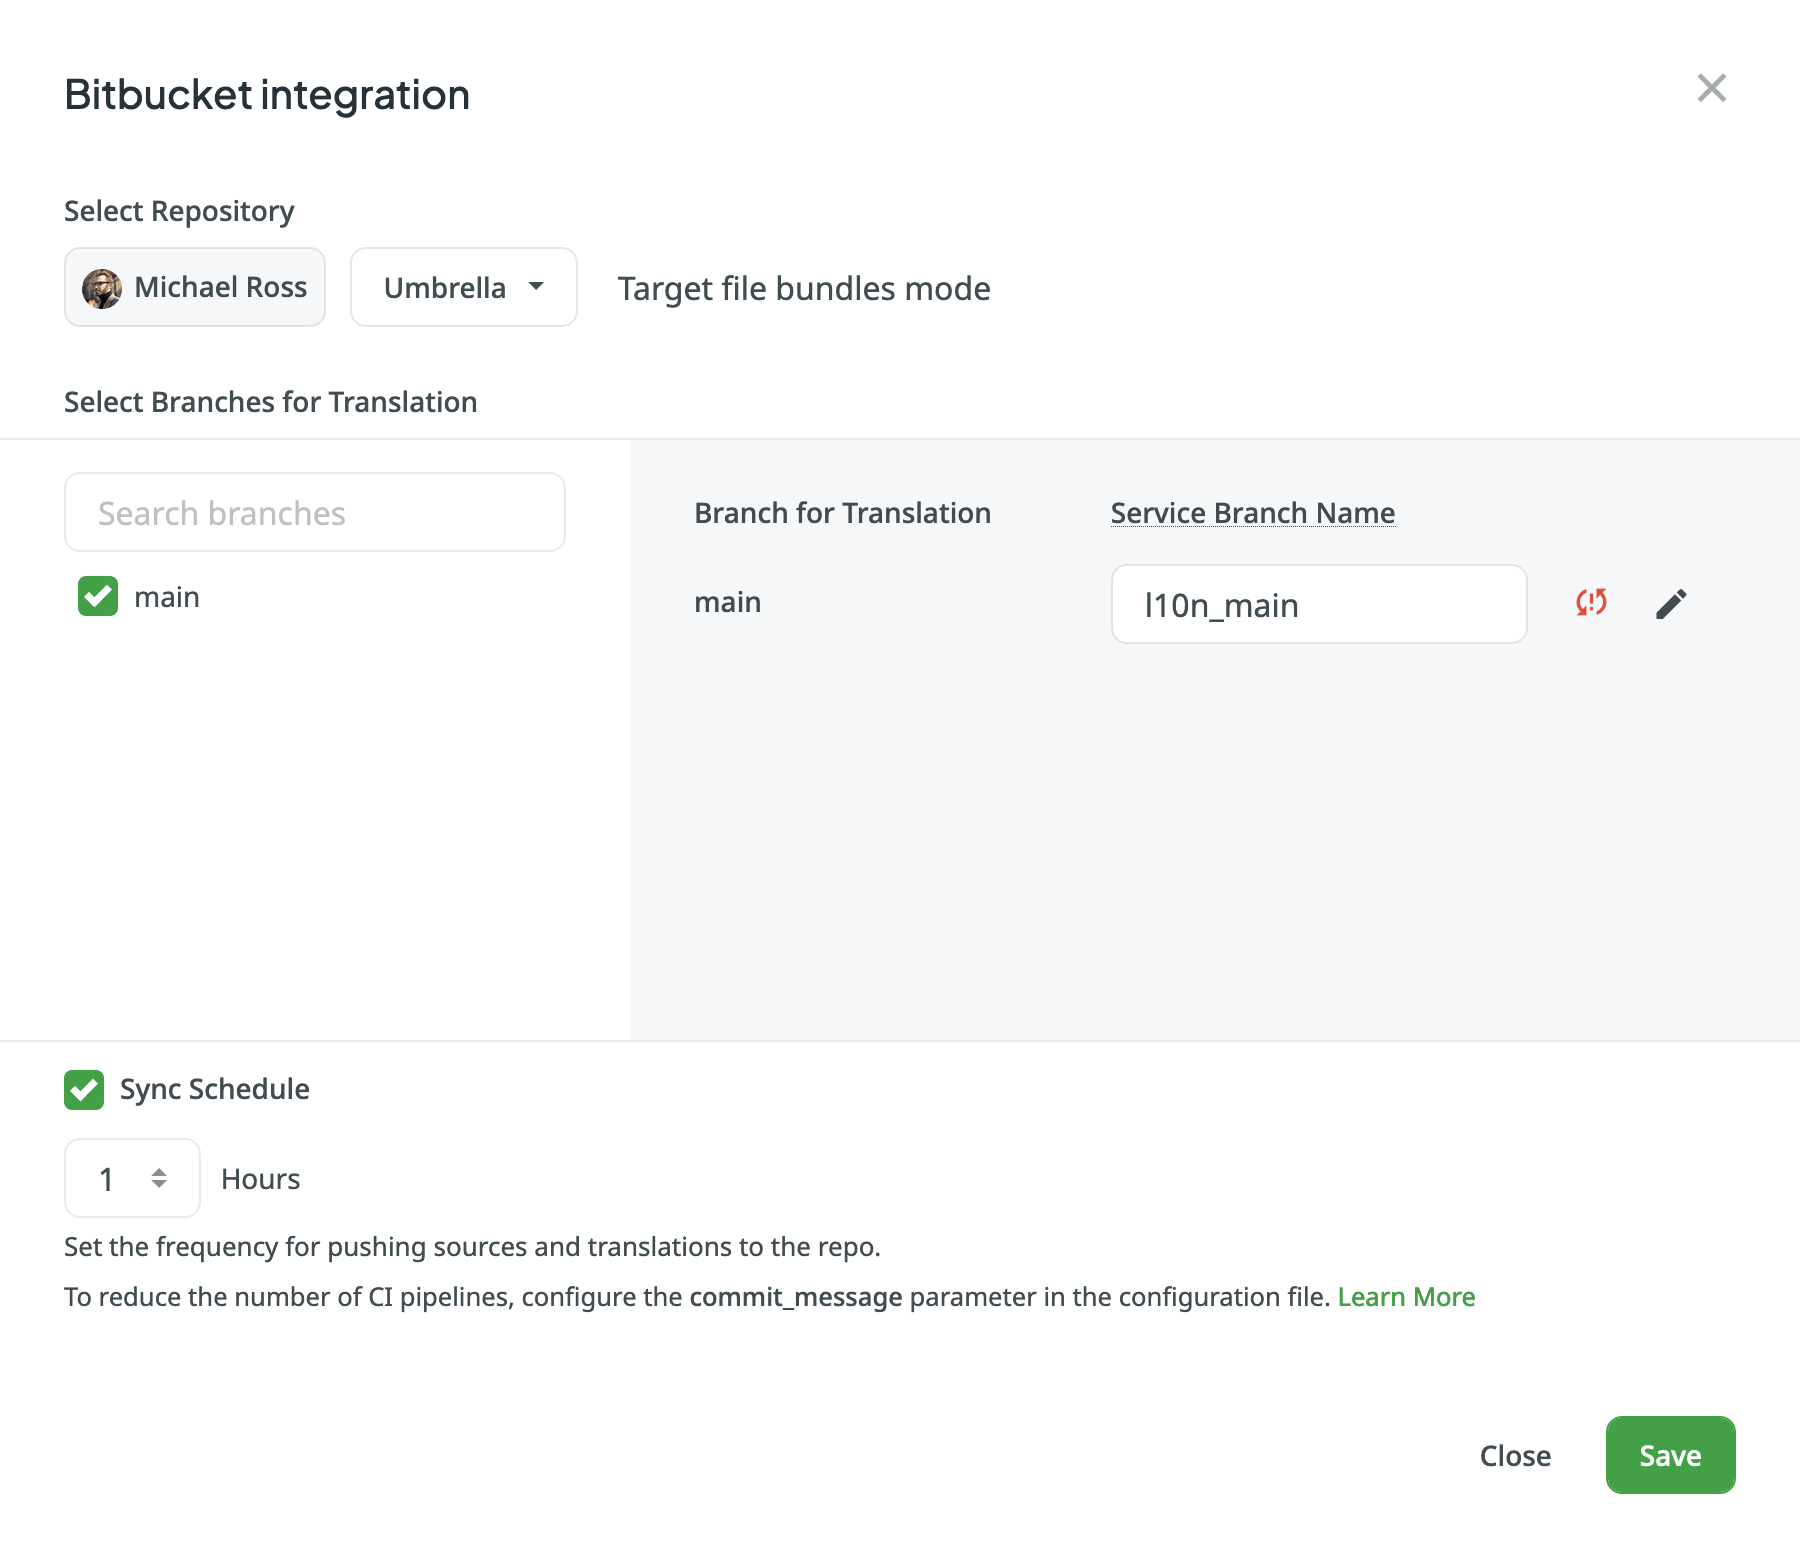 Bitbucket integration
Select Repository
Michael Ross
Umbrella
Target file bundles mode
Select Branches for Translation
Search branches
main
Branch for Translation
Service Branch Name
main
l10n_main
Sync Schedule
1
Hours
Set the frequency for pushing sources and translations to the repo.
To reduce the number of CI pipelines, configure the commit_message parameter in the configuration file. Learn More
Close
Save